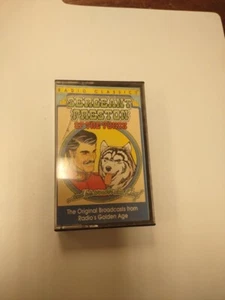 RADIO CLASSICS
SERGEANT
PRESTON
OF THE YUKON
The Original Broadcasts from
Radio's Golden Age